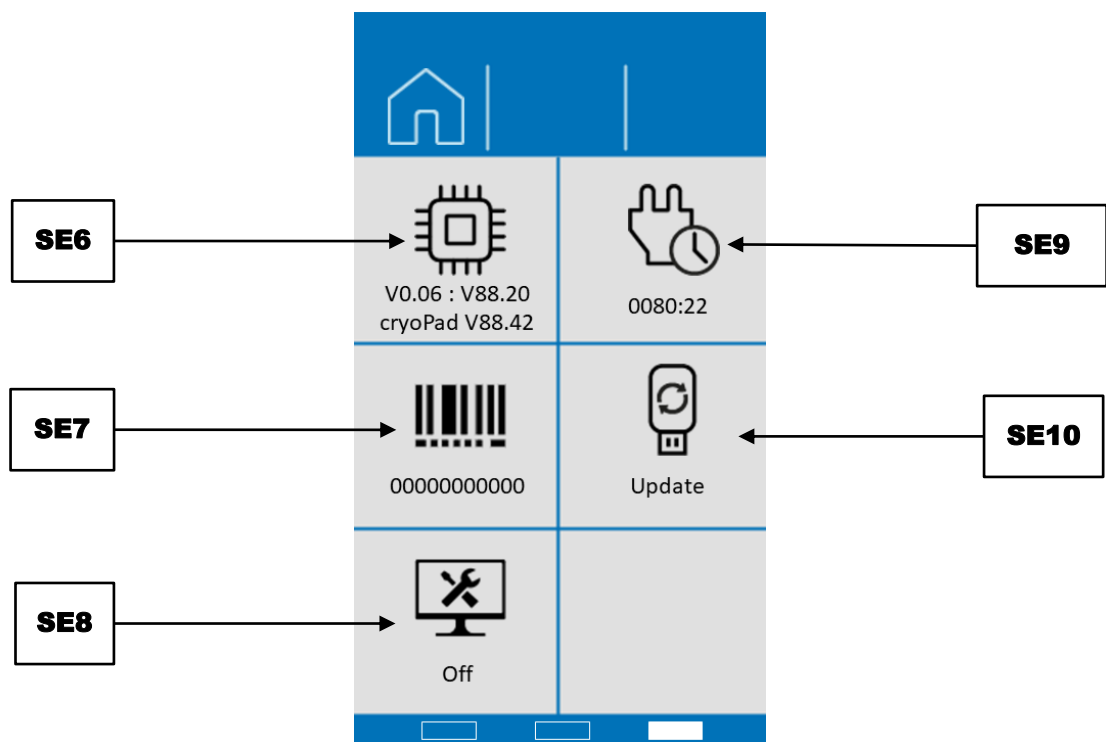 SE6
V0.06 : V88.20
cryoPad V88.42
SE9
0080:22
SE7
00000000000
SE10
Update
SE8
Off